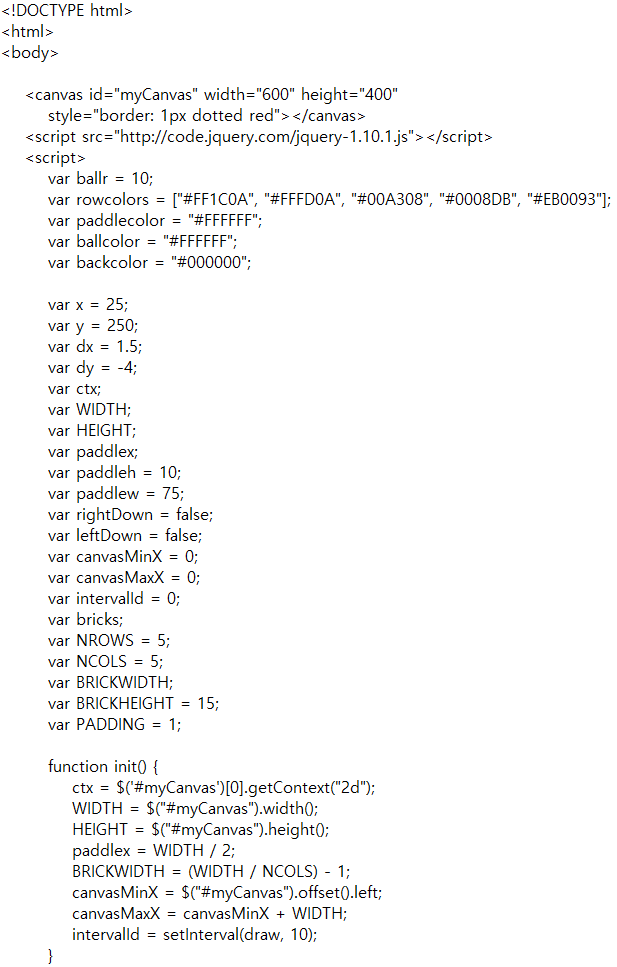 <!DOCTYPE html>
<html>
<body>
<canvas id="myCanvas" width="600" height="400"
style="border: 1px dotted red"></canvas>
<script src="http://code.jquery.com/jquery-1.10.1.js"></script>
<script>
var ballr = 10;
var rowcolors = ["#FF1C0A", "#FFFD0A", "#00A308", "#0008DB", "#EB0093"];
var paddlecolor = "#FFFFFF";
var ballcolor = "#FFFFFF";
var backcolor = "#000000";
var x = 25;
var y = 250;
var dx = 1.5;
var dy = -4;
var ctx;
var WIDTH;
var HEIGHT;
var paddlex;
var paddleh = 10;
var paddlew = 75;
var rightDown = false;
var leftDown = false;
var canvasMinX = 0;
var canvasMaxX = 0;
var intervalId = 0;
var bricks;
var NROWS = 5;
var NCOLS = 5;
var BRICKWIDTH;
var BRICKHEIGHT = 15;
var PADDING = 1;
function init() {
ctx = $('#myCanvas')[0].getContext("2d");
WIDTH = $("#myCanvas").width();
HEIGHT = $("#myCanvas").height();
paddlex = WIDTH / 2;
BRICKWIDTH = (WIDTH / NCOLS) - 1;
canvasMinX = $("#myCanvas").offset().left;
canvasMaxX = canvasMinX + WIDTH;
intervalId = setInterval(draw, 10);
}